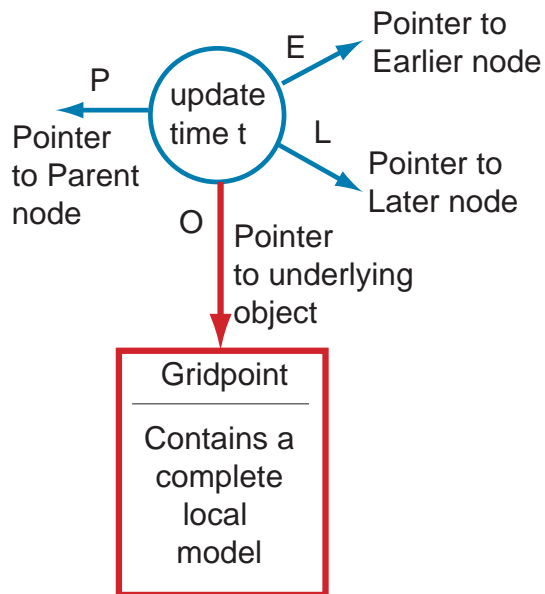 E
Pointer to
Earlier node
P
update
time t
Pointer
to Parent
node
L
Pointer to
Later node
O
Pointer
to underlying
object
Gridpoint
Contains a
complete
local
model